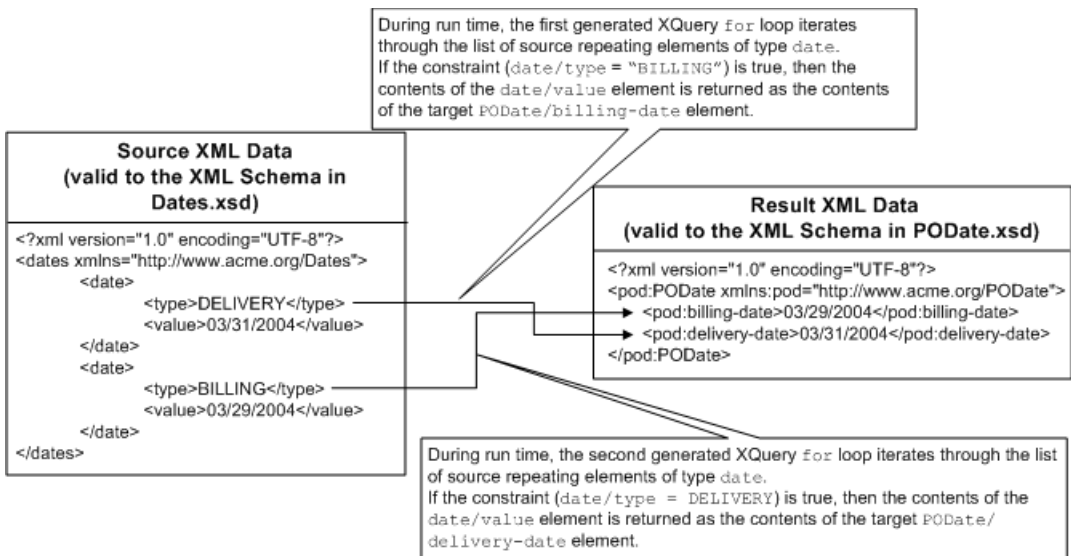 During run time, the first generated XQuery for loop iterates
through the list of source repeating elements of type date.
If the constraint (date/type = “BILLING”) is true, then the
contents of the date/value element is returned as the contents
of the target PODate/billing-date element.
Source XML Data
(valid to the XML Schema in
Dates.xsd)
<?xml version="1.0" encoding="UTF-8"?>
<dates xmlns="http://www.acme.org/Dates">
<date>
<type>DELIVERY</type>
<value>03/31/2004</value>
</date>
<date>
<type>BILLING</type>
<value>03/29/2004</value>
</date>
</dates>
Result XML Data
(valid to the XML Schema in PODate.xsd)
<?xml version="1.0" encoding="UTF-8"?>
<pod:PODate xmlns:pod="http://www.acme.org/PODate">
<pod:billing-date>03/29/2004</pod:billing-date>
<pod:delivery-date>03/31/2004</pod:delivery-date>
</pod:PODate>
During run time, the second generated XQuery for loop iterates through the list
of source repeating elements of type date.
If the constraint (date/type = DELIVERY) is true, then the contents of the
date/value element is returned as the contents of the target PODate/
delivery-date element.